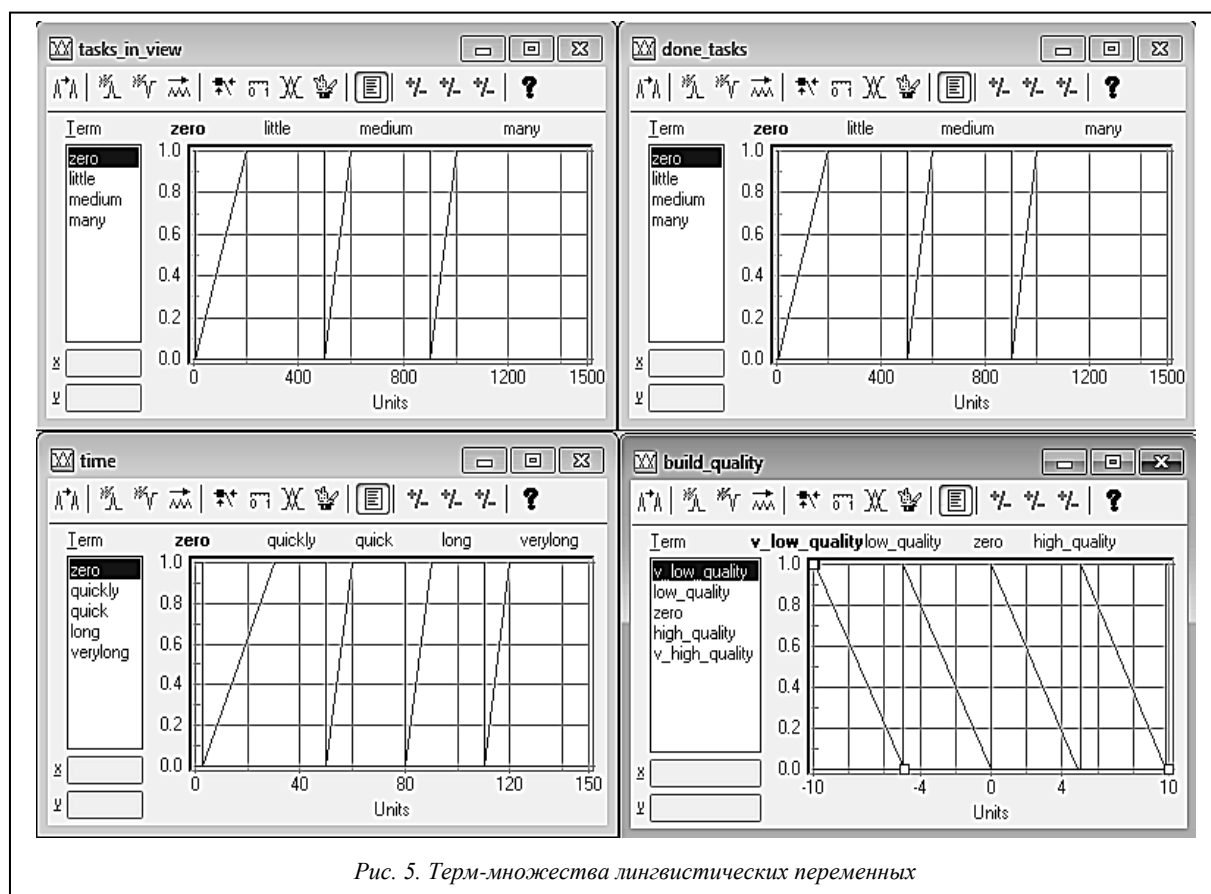 tasks_in_view
Term zero little medium many
zero
little
medium
many
1.0
0.8
0.6
0.4
0.2
0.0
x
y
0 400 800 1200 1500
Units
done_tasks
Term zero little medium many
zero
little
medium
many
1.0
0.8
0.6
0.4
0.2
0.0
x
y
0 400 800 1200 1500
Units
time
Term zero quickly quick long verylong
zero
quickly
quick
long
verylong
1.0
0.8
0.6
0.4
0.2
0.0
x
y
0 40 80 120 150
Units
build_quality
Term v_low_quality low_quality zero high_quality
v_low_quality
low_quality
zero
high_quality
v_high_quality
1.0
0.8
0.6
0.4
0.2
0.0
x
y
-10 -4 0 4 10
Units
Рис. 5. Терм-множества лингвистических переменных